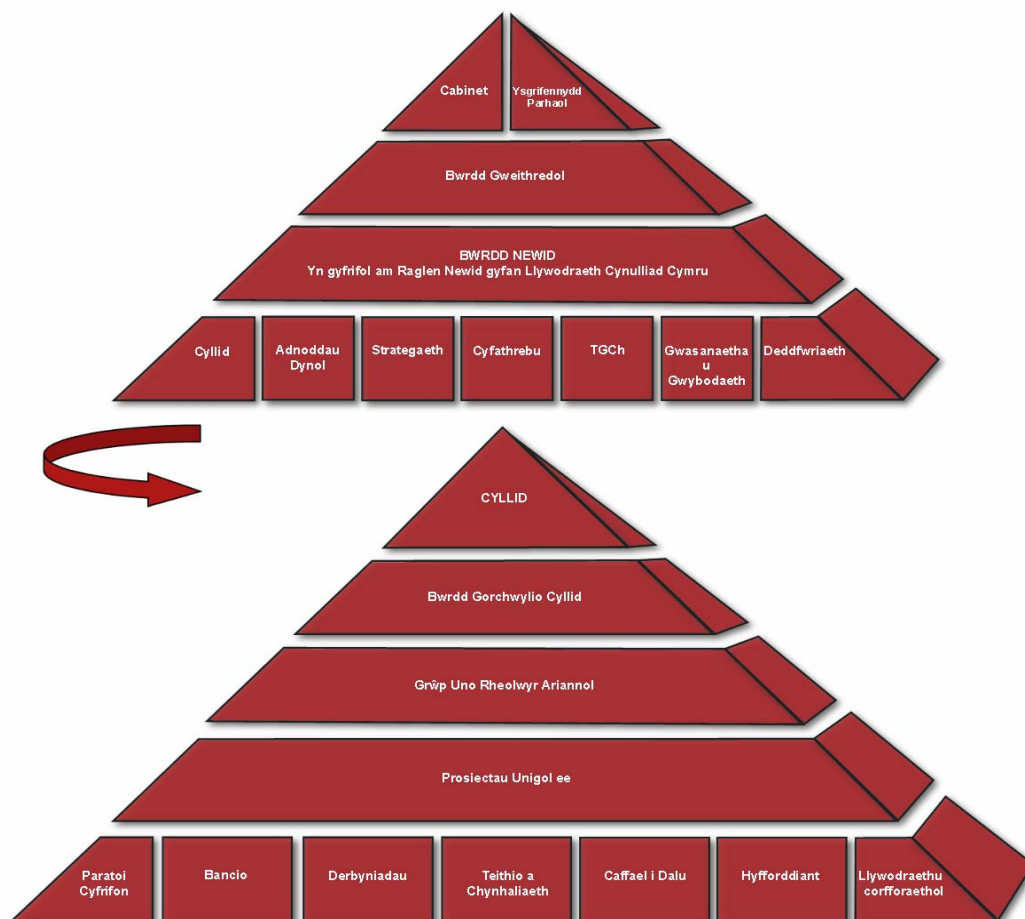 Cabinet
Ysgrifennydd
Parhaol
Bwrdd Gweithredol
BWRDD NEWID
Yn gyfrifol am Raglen Newid gyfan Llywodraeth Cynulliad Cymru
Cyllid
Adnoddau
Dynol
Strategaeth
Cyfathrebu
TGCh
Gwasanaetha
u
Gwybodaeth
Deddfwriaeth
CYLLID
Bwrdd Gorchwylio Cyllid
Grŵp Uno Rheolwyr Ariannol
Prosiectau Unigol ee
Paratoi
Cyfrifon
Bancio
Derbyniadau
Teithio a
Chynhaliaeth
Caffael i Dalu
Hyfforddiant
Llywodraethu
corfforaethol